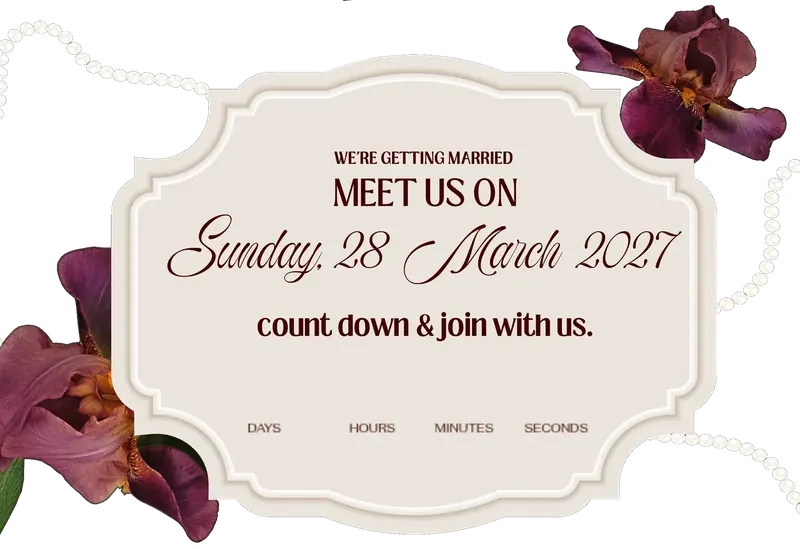 WE'RE GETTING MARRIED
MEET US ON
Sunday, 28 March 2027
count down & join with us.
DAYS HOURS MINUTES SECONDS